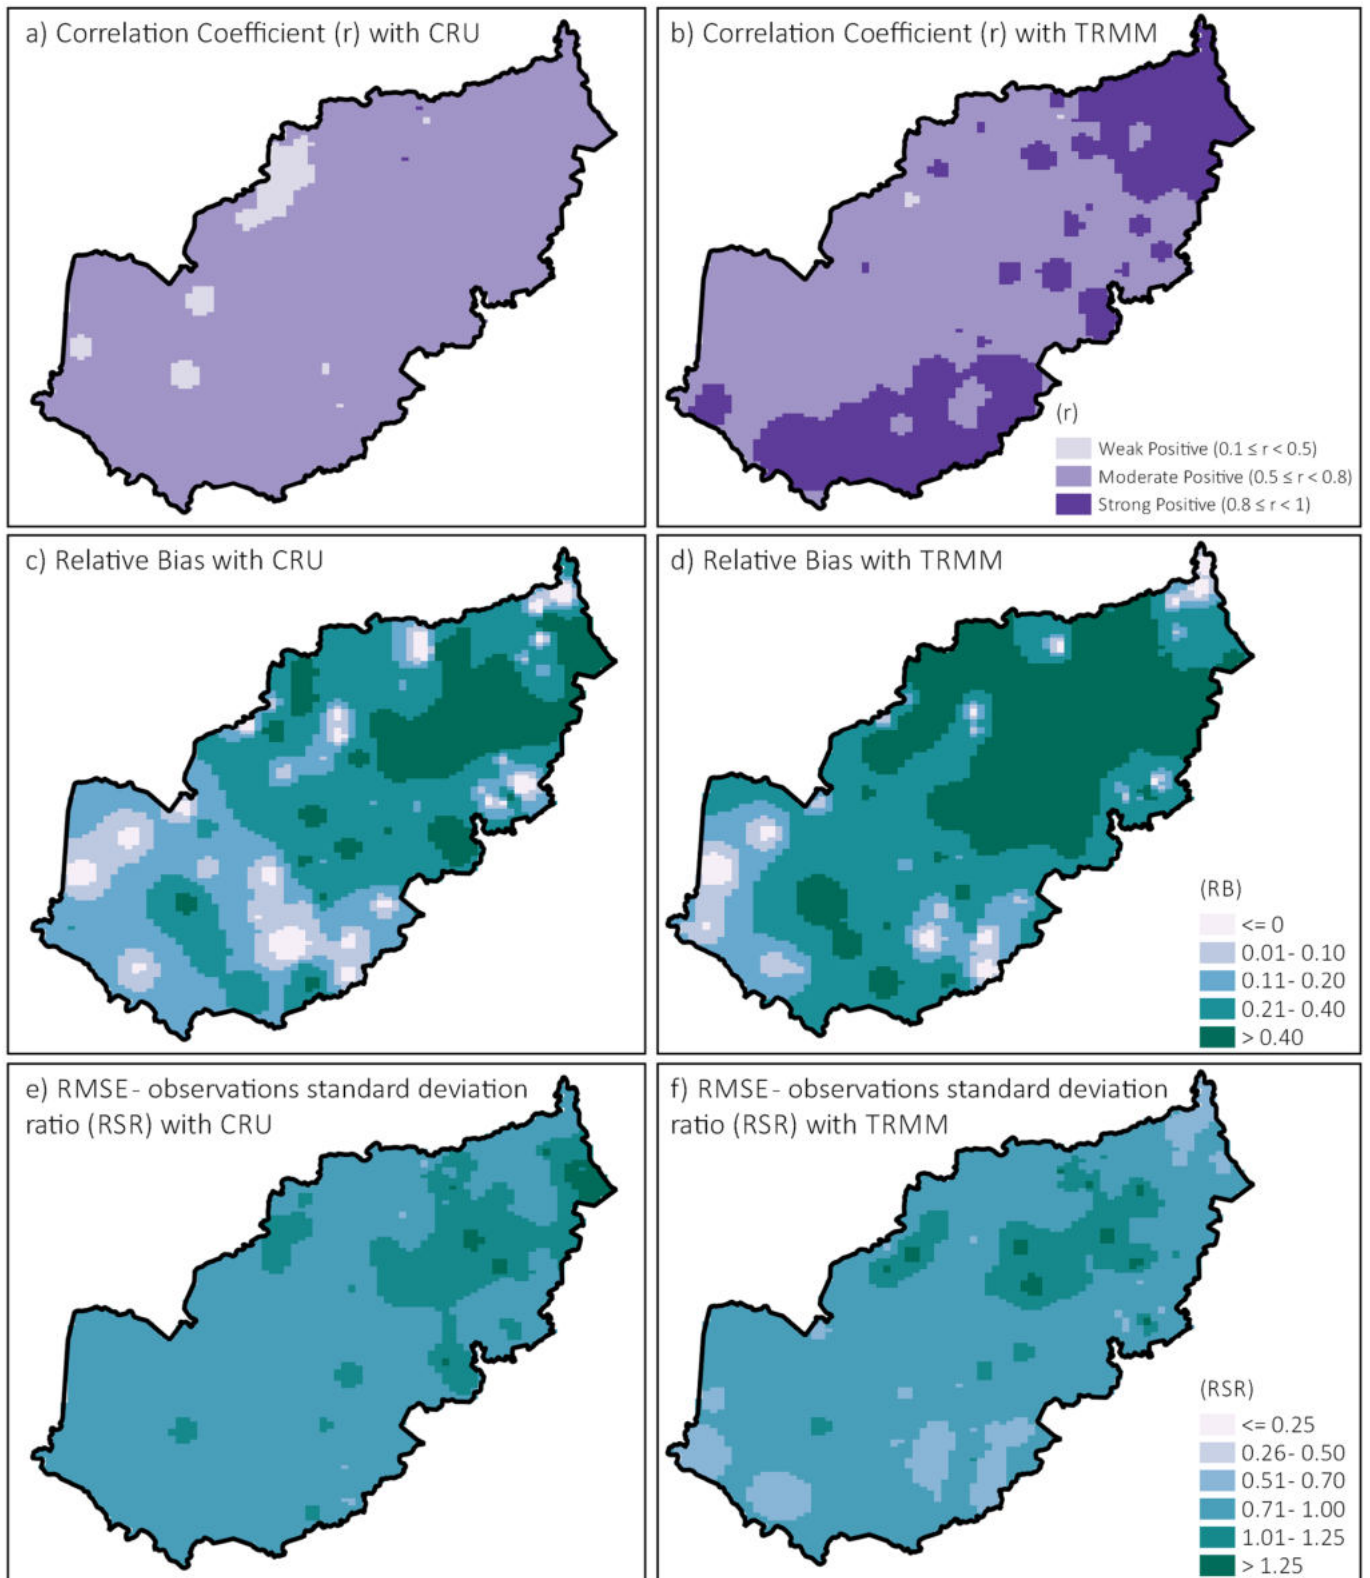 a) Correlation Coefficient (r) with CRU
b) Correlation Coefficient (r) with TRMM
(r)
Weak Positive (0.1 ≤ r < 0.5)
Moderate Positive (0.5 ≤ r < 0.8)
Strong Positive (0.8 ≤ r < 1)
c) Relative Bias with CRU
d) Relative Bias with TRMM
(RB)
<= 0
0.01- 0.10
0.11- 0.20
0.21- 0.40
> 0.40
e) RMSE- observations standard deviation
ratio (RSR) with CRU
f) RMSE- observations standard deviation
ratio (RSR) with TRMM
(RSR)
<= 0.25
0.26- 0.50
0.51- 0.70
0.71- 1.00
1.01- 1.25
> 1.25